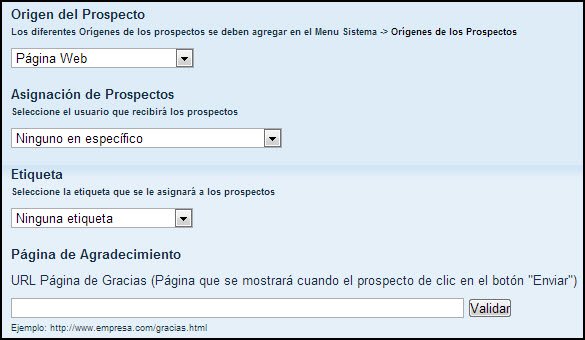 Origen del Prospecto
Los diferentes Orígenes de los prospectos se deben agregar en el Menu Sistema -> Orígenes de los Prospectos
Página Web
Asignación de Prospectos
Seleccione el usuario que recibirá los prospectos
Ninguno en específico
Etiqueta
Seleccione la etiqueta que se le asignará a los prospectos
Ninguna etiqueta
Página de Agradecimiento
URL Página de Gracias (Página que se mostrará cuando el prospecto de clic en el botón "Enviar")
Validar
Ejemplo: http://www.empresa.com/gracias.html